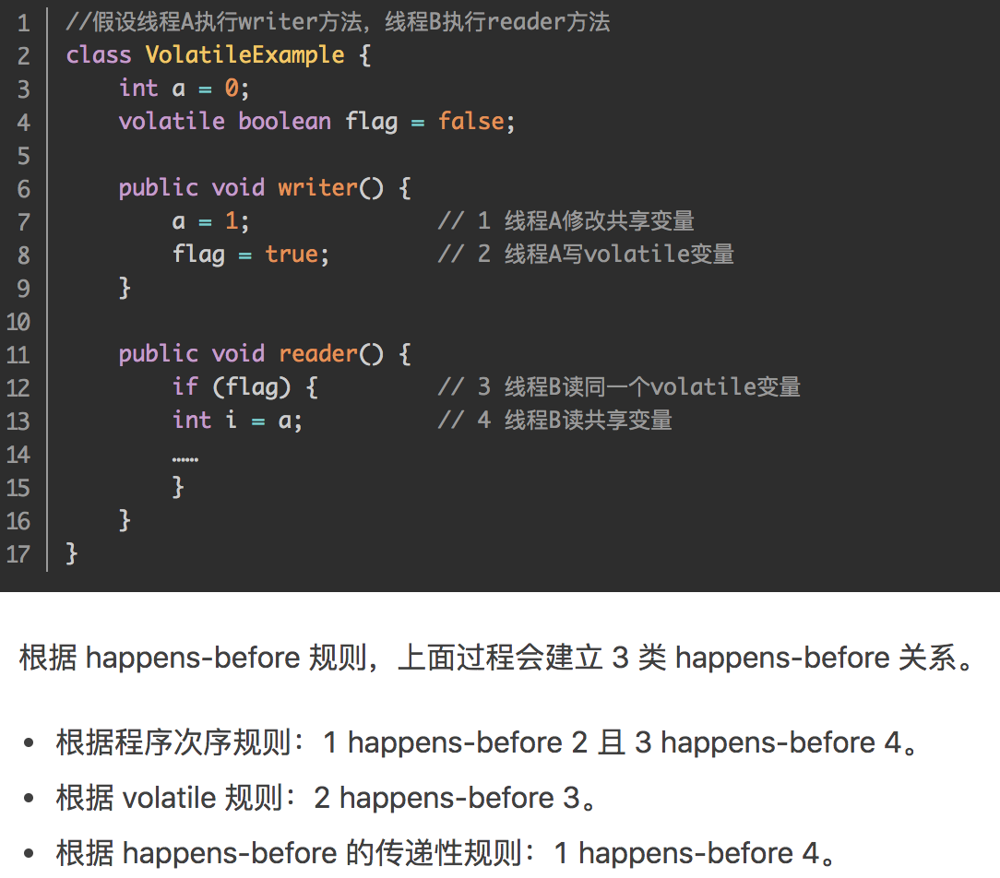 1 //假设线程A执行writer方法，线程B执行reader方法
2 class VolatileExample {
3     int a = 0;
4     volatile boolean flag = false;
5
6     public void writer() {
7         a = 1;              // 1 线程A修改共享变量
8         flag = true;        // 2 线程A写volatile变量
9     }
10
11     public void reader() {
12         if (flag) {         // 3 线程B读同一个volatile变量
13         int i = a;          // 4 线程B读共享变量
14         ……
15         }
16     }
17 }
根据 happens-before 规则，上面过程会建立 3 类 happens-before 关系。
• 根据程序次序规则：1 happens-before 2 且 3 happens-before 4。
• 根据 volatile 规则：2 happens-before 3。
• 根据 happens-before 的传递性规则：1 happens-before 4。